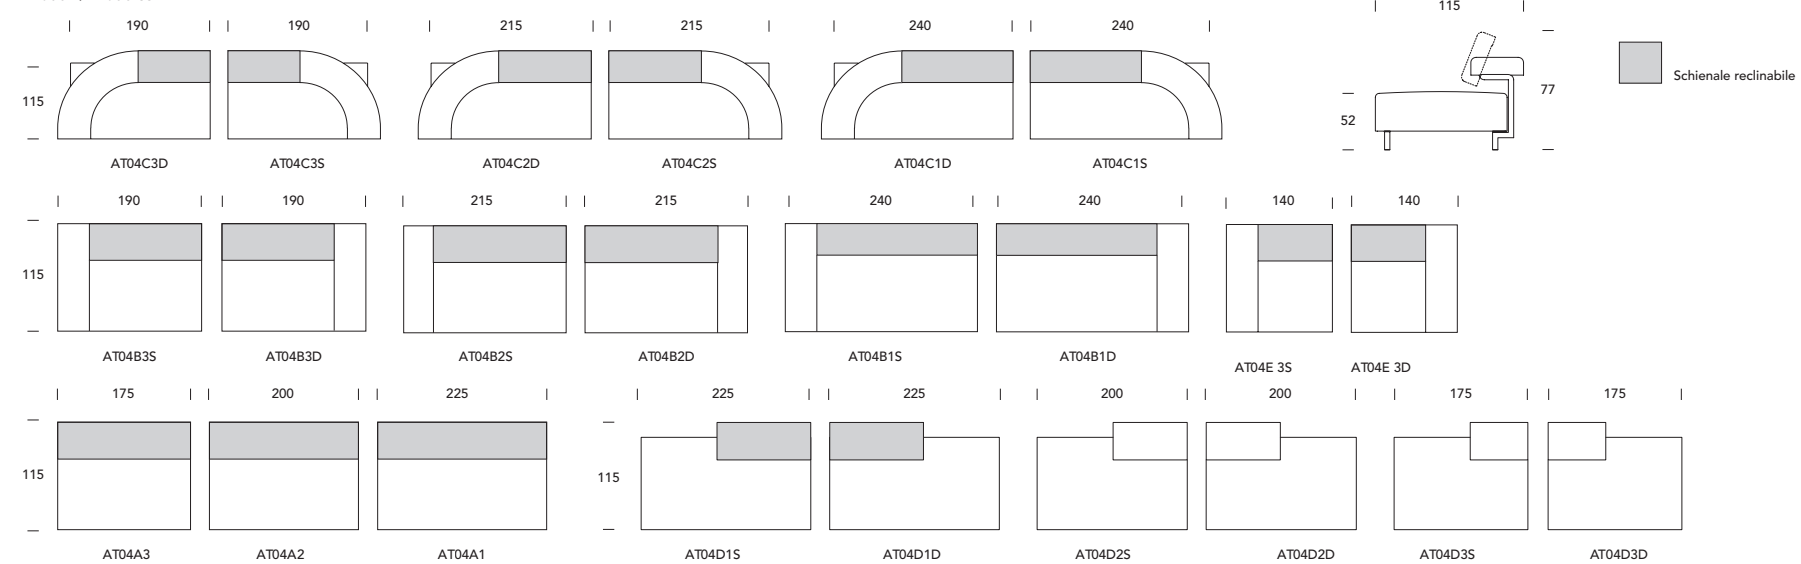 190 190 215 215 240 240 115
115
77
52
Schienale reclinabile
AT04C3D AT04C3S AT04C2D AT04C2S AT04C1D AT04C1S
190 190 215 215 240 240 140 140
115
AT04B3S AT04B3D AT04B2S AT04B2D AT04B1S AT04B1D AT04E 3S AT04E 3D
175 200 225 225 225 200 200 175 175
115 115
AT04A3 AT04A2 AT04A1 AT04D1S AT04D1D AT04D2S AT04D2D AT04D3S AT04D3D